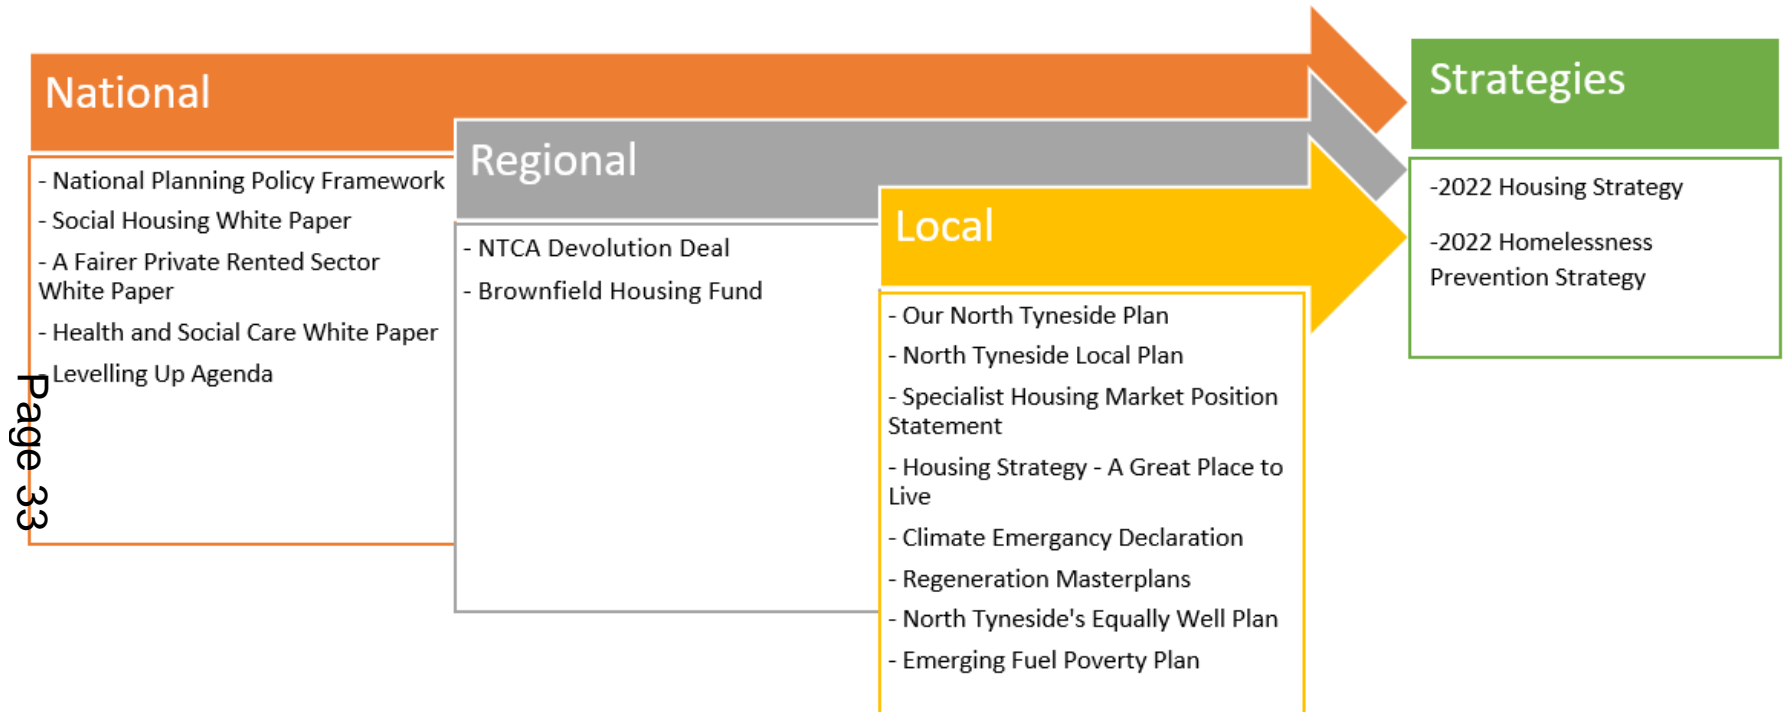 National
- National Planning Policy Framework
- Social Housing White Paper
- A Fairer Private Rented Sector
White Paper
- Health and Social Care White Paper
- Levelling Up Agenda
Regional
- NTCA Devolution Deal
- Brownfield Housing Fund
Local
- Our North Tyneside Plan
- North Tyneside Local Plan
- Specialist Housing Market Position
Statement
- Housing Strategy - A Great Place to
Live
- Climate Emergancy Declaration
- Regeneration Masterplans
- North Tyneside's Equally Well Plan
- Emerging Fuel Poverty Plan
Strategies
-2022 Housing Strategy
-2022 Homelessness
Prevention Strategy
Page 33